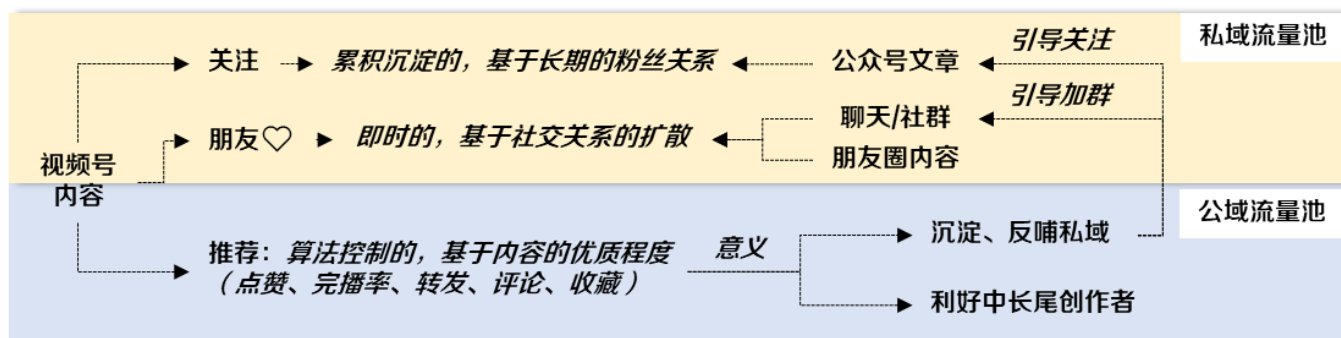 私域流量池
引导关注
关注
累积沉淀的，基于长期的粉丝关系
公众号文章
引导加群
聊天/社群
朋友♡
即时的，基于社交关系的扩散
朋友圈内容
视频号
内容
公域流量池
沉淀、反哺私域
推荐：算法控制的，基于内容的优质程度
（点赞、完播率、转发、评论、收藏）
意义
利好中长尾创作者